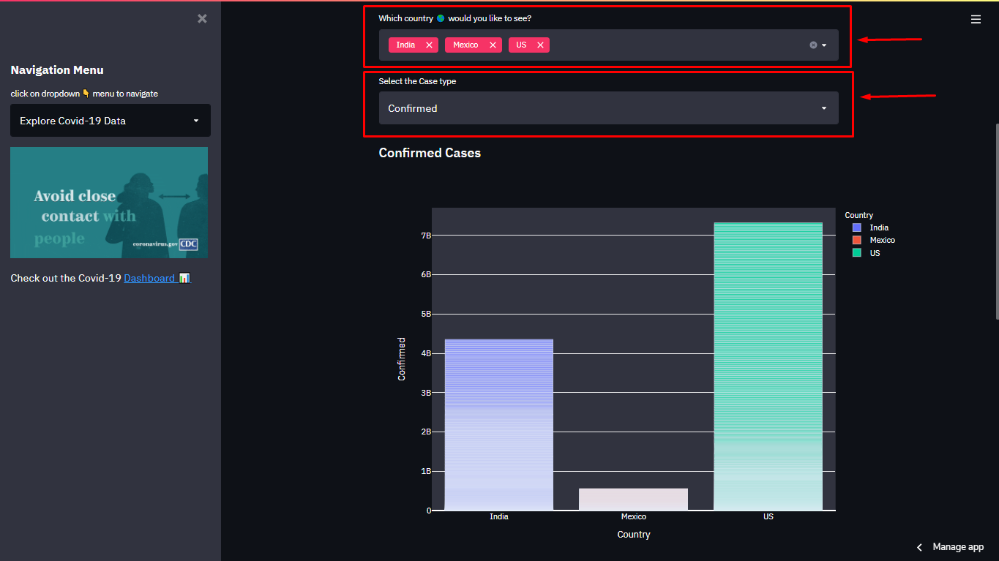 Navigation Menu
click on dropdown 👇 menu to navigate
Explore Covid-19 Data
Avoid close
contact with
people
coronavirus.gov CDC
Check out the Covid-19 Dashboard 📊
Which country 🌎 would you like to see?
India Mexico US
Select the Case type
Confirmed
Confirmed Cases
Country
India
Mexico
US
7B
6B
5B
4B
3B
2B
1B
0
Confirmed
India Mexico US
Country
Manage app